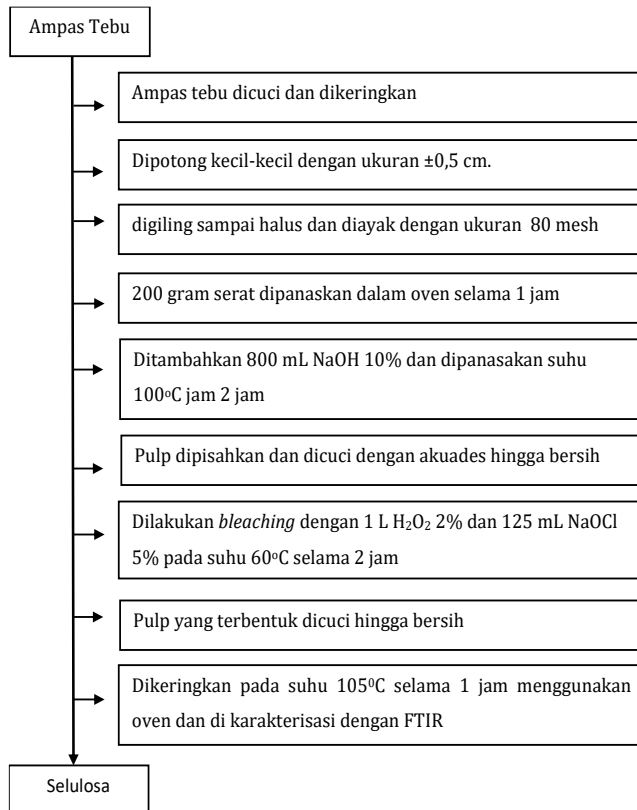 Ampas Tebu
Ampas tebu dicuci dan dikeringkan
Dipotong kecil-kecil dengan ukuran ±0,5 cm.
digiling sampai halus dan diayak dengan ukuran 80 mesh
200 gram serat dipanaskan dalam oven selama 1 jam
Ditambahkan 800 mL NaOH 10% dan dipanasakan suhu
100°C jam 2 jam
Pulp dipisahkan dan dicuci dengan akuades hingga bersih
Dilakukan bleaching dengan 1 L H₂O₂ 2% dan 125 mL NaOCl
5% pada suhu 60°C selama 2 jam
Pulp yang terbentuk dicuci hingga bersih
Dikeringkan pada suhu 105⁰C selama 1 jam menggunakan
oven dan di karakterisasi dengan FTIR
Selulosa